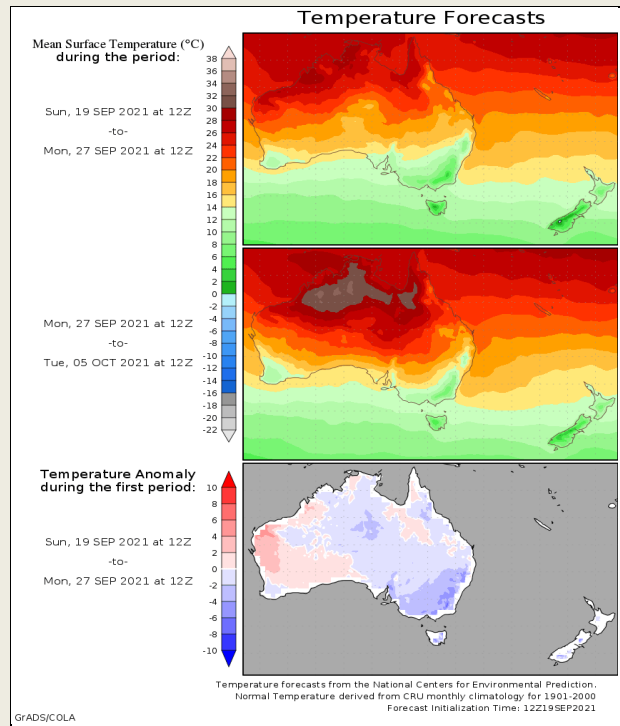 Temperature Forecasts
Mean Surface Temperature (°C)
during the period:
Sun, 19 SEP 2021 at 12Z
-to-
Mon, 27 SEP 2021 at 12Z
38
36
34
32
30
28
26
24
22
20
18
16
14
12
10
8
6
4
2
0
-2
-4
-6
-8
-10
-12
-14
-16
-18
-20
-22
Mon, 27 SEP 2021 at 12Z
-to-
Tue, 05 OCT 2021 at 12Z
Temperature Anomaly
during the first period:
Sun, 19 SEP 2021 at 12Z
-to-
Mon, 27 SEP 2021 at 12Z
10
8
6
4
2
0
-2
-4
-6
-8
-10
Temperature forecasts from the National Centers for Environmental Prediction.
Normal Temperature derived from CRU monthly climatology for 1901-2000
Forecast Initialization Time: 12Z19SEP2021
GrADS/COLA